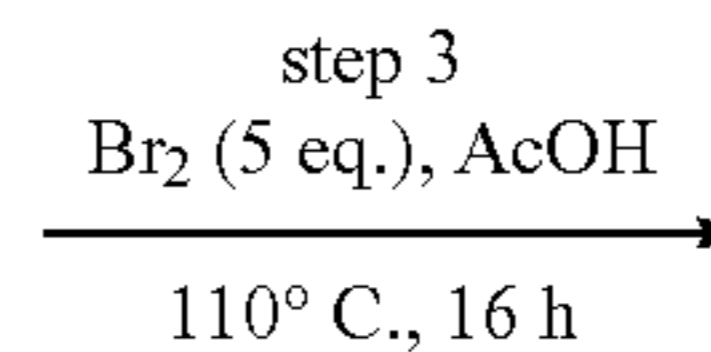 step 3
Br₂ (5 eq.), AcOH
110° C., 16 h